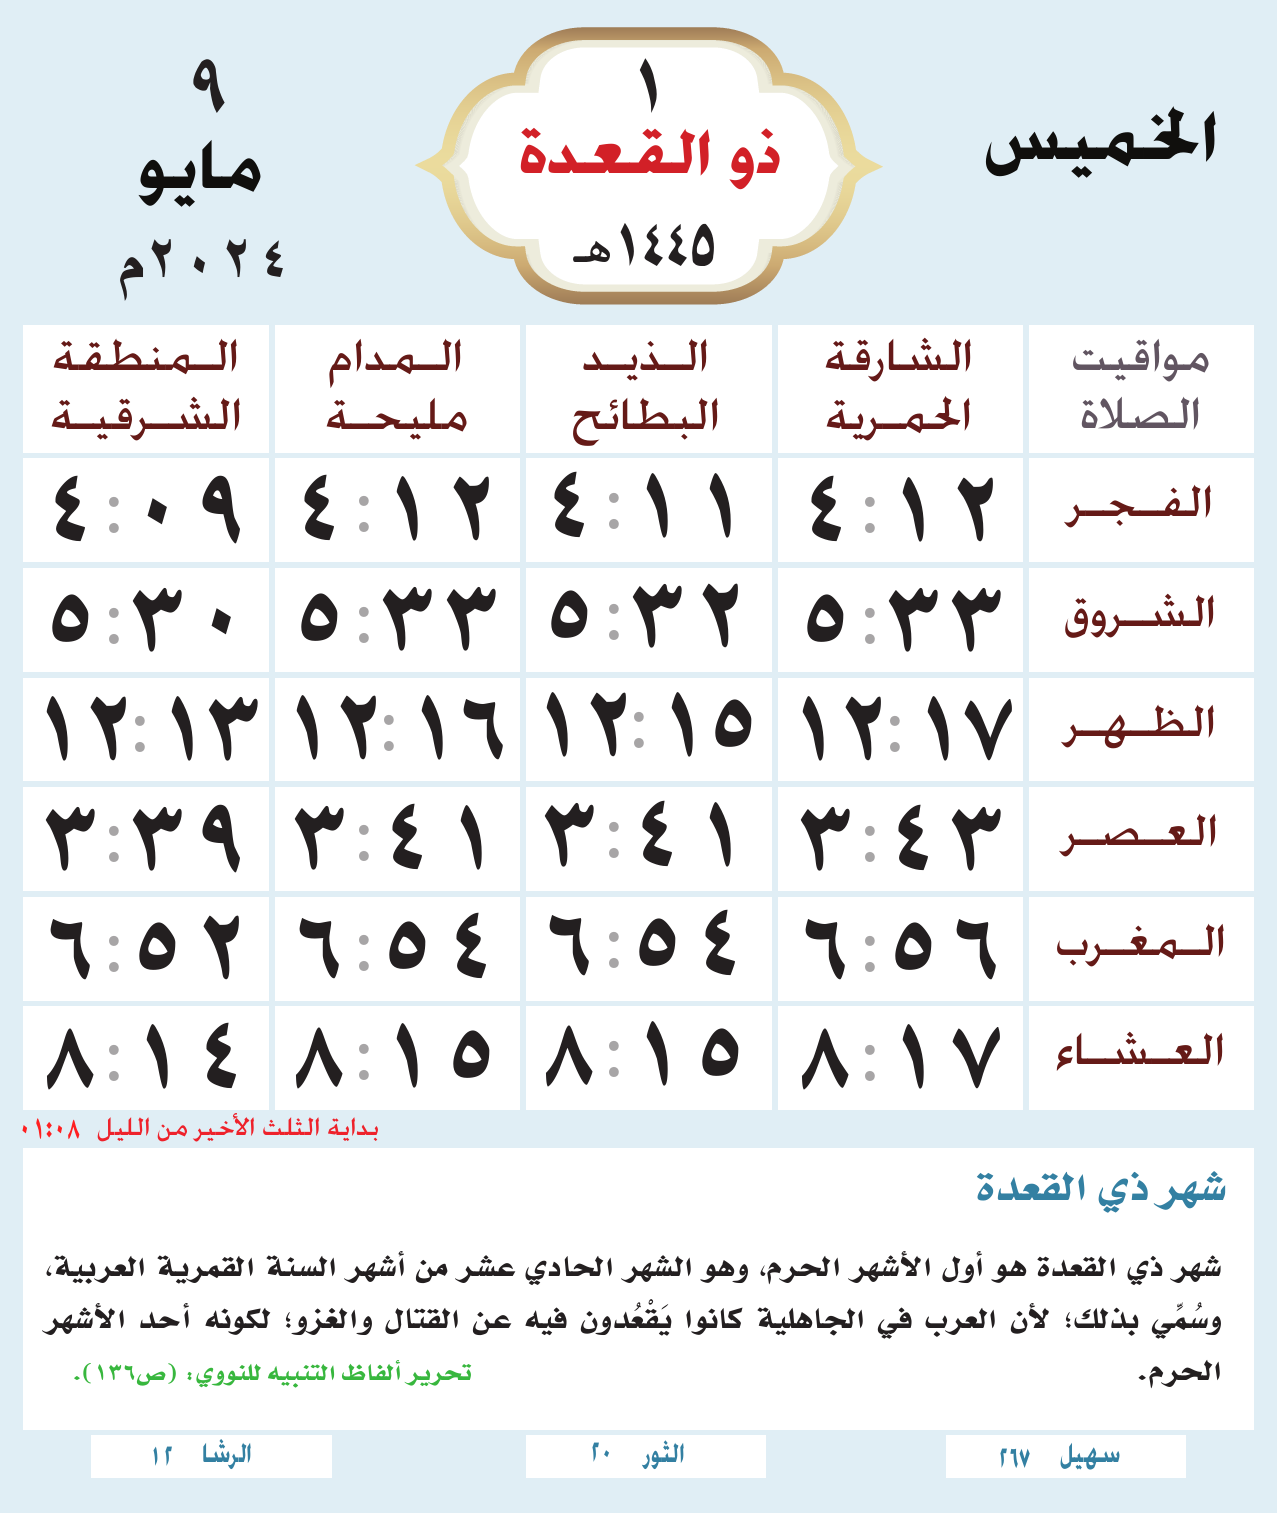 الخميس
١
ذو القعدة
١٤٤٥هـ
٩
مايو
٢٠٢٤م
مواقيت الصلاة
الشارقة الحمرية
الذيد البطائح
المدام مليحة
المنطقة الشرقية
الفجر ٤:١٢ ٤:١١ ٤:١٢ ٤:٠٩
الشروق ٥:٣٣ ٥:٣٢ ٥:٣٣ ٥:٣٠
الظهر ١٢:١٧ ١٢:١٥ ١٢:١٦ ١٢:١٣
العصر ٣:٤٣ ٣:٤١ ٣:٤١ ٣:٣٩
المغرب ٦:٥٦ ٦:٥٤ ٦:٥٤ ٦:٥٢
العشاء ٨:١٧ ٨:١٥ ٨:١٥ ٨:١٤
بداية الثلث الأخير من الليل ٠١:٠٨
شهر ذي القعدة
شهر ذي القعدة هو أول الأشهر الحرم، وهو الشهر الحادي عشر من أشهر السنة القمرية العربية،
وسُمِّي بذلك؛ لأن العرب في الجاهلية كانوا يَقْعُدون فيه عن القتال والغزو؛ لكونه أحد الأشهر
الحرم. تحرير ألفاظ التنبيه للنووي: (ص١٣٦).
سهيل ٢٦٧
الثور ٢٠
الرشا ١٢